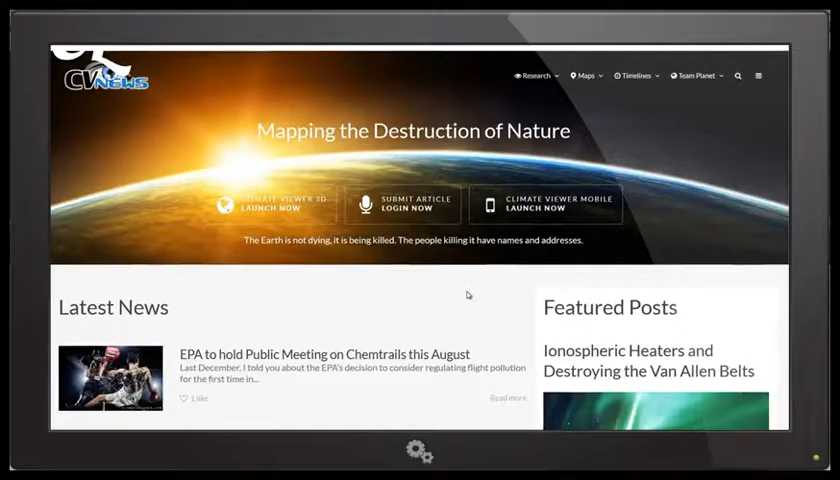 CVNEWS
Research Maps Timelines Team Planet
Mapping the Destruction of Nature
CLIMATE VIEWER 3D
LAUNCH NOW
SUBMIT ARTICLE
LOGIN NOW
CLIMATE VIEWER MOBILE
LAUNCH NOW
The Earth is not dying, it is being killed. The people killing it have names and addresses.
Latest News
EPA to hold Public Meeting on Chemtrails this August
Last December, I told you about the EPA's decision to consider regulating flight pollution
for the first time in...
1 like
Read more
Featured Posts
Ionospheric Heaters and
Destroying the Van Allen Belts